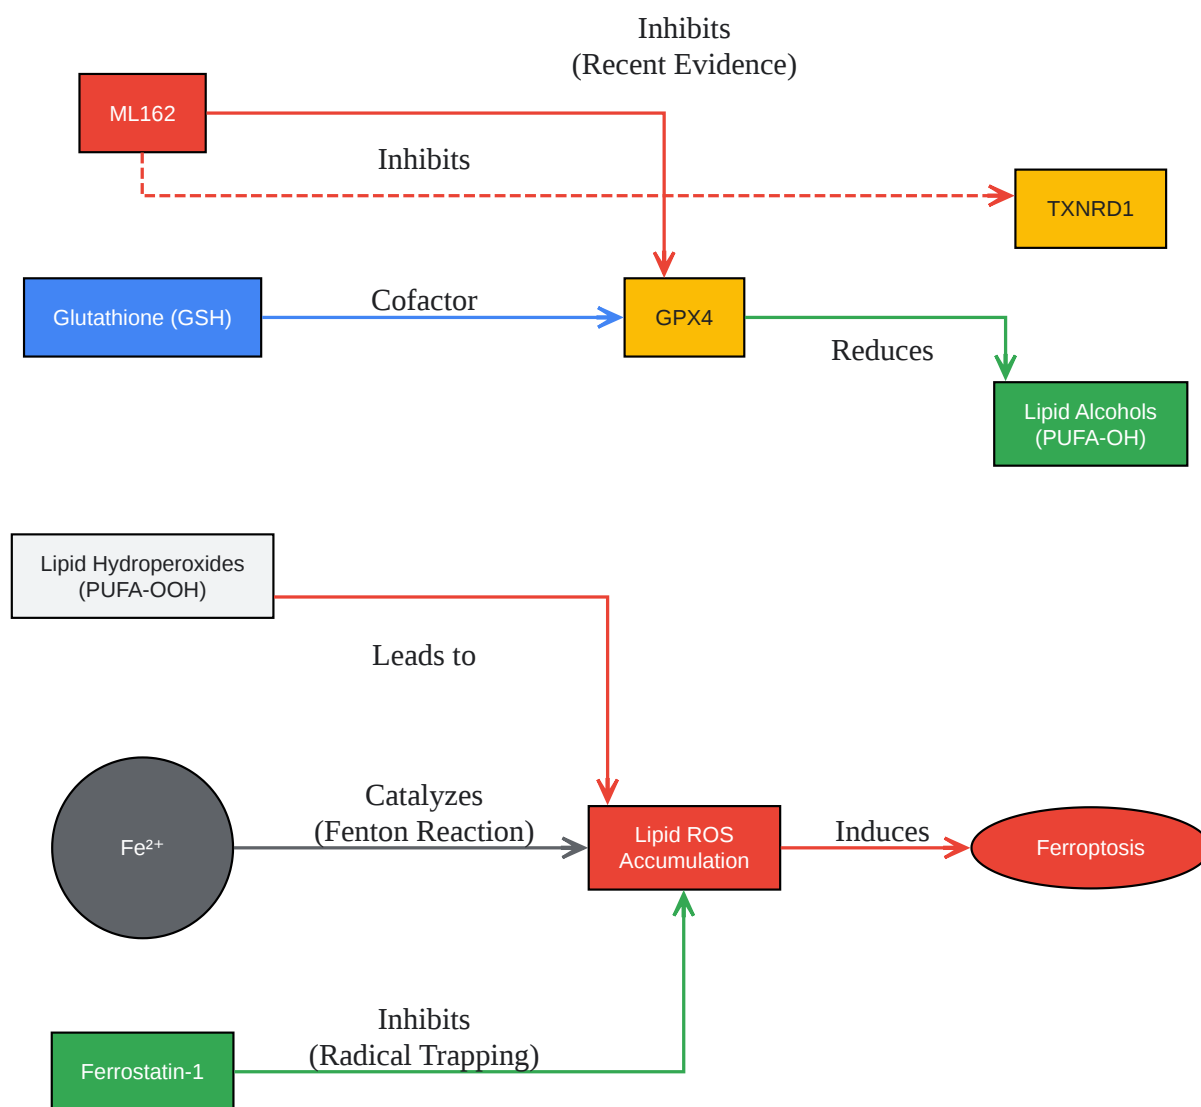 Inhibits
(Recent Evidence)
ML162
Inhibits
TXNRD1
Glutathione (GSH)
Cofactor
GPX4
Reduces
Lipid Alcohols
(PUFA-OH)
Lipid Hydroperoxides
(PUFA-OOH)
Leads to
Catalyzes
(Fenton Reaction)
Fe²⁺
Lipid ROS
Accumulation
Induces
Ferroptosis
Inhibits
(Radical Trapping)
Ferrostatin-1